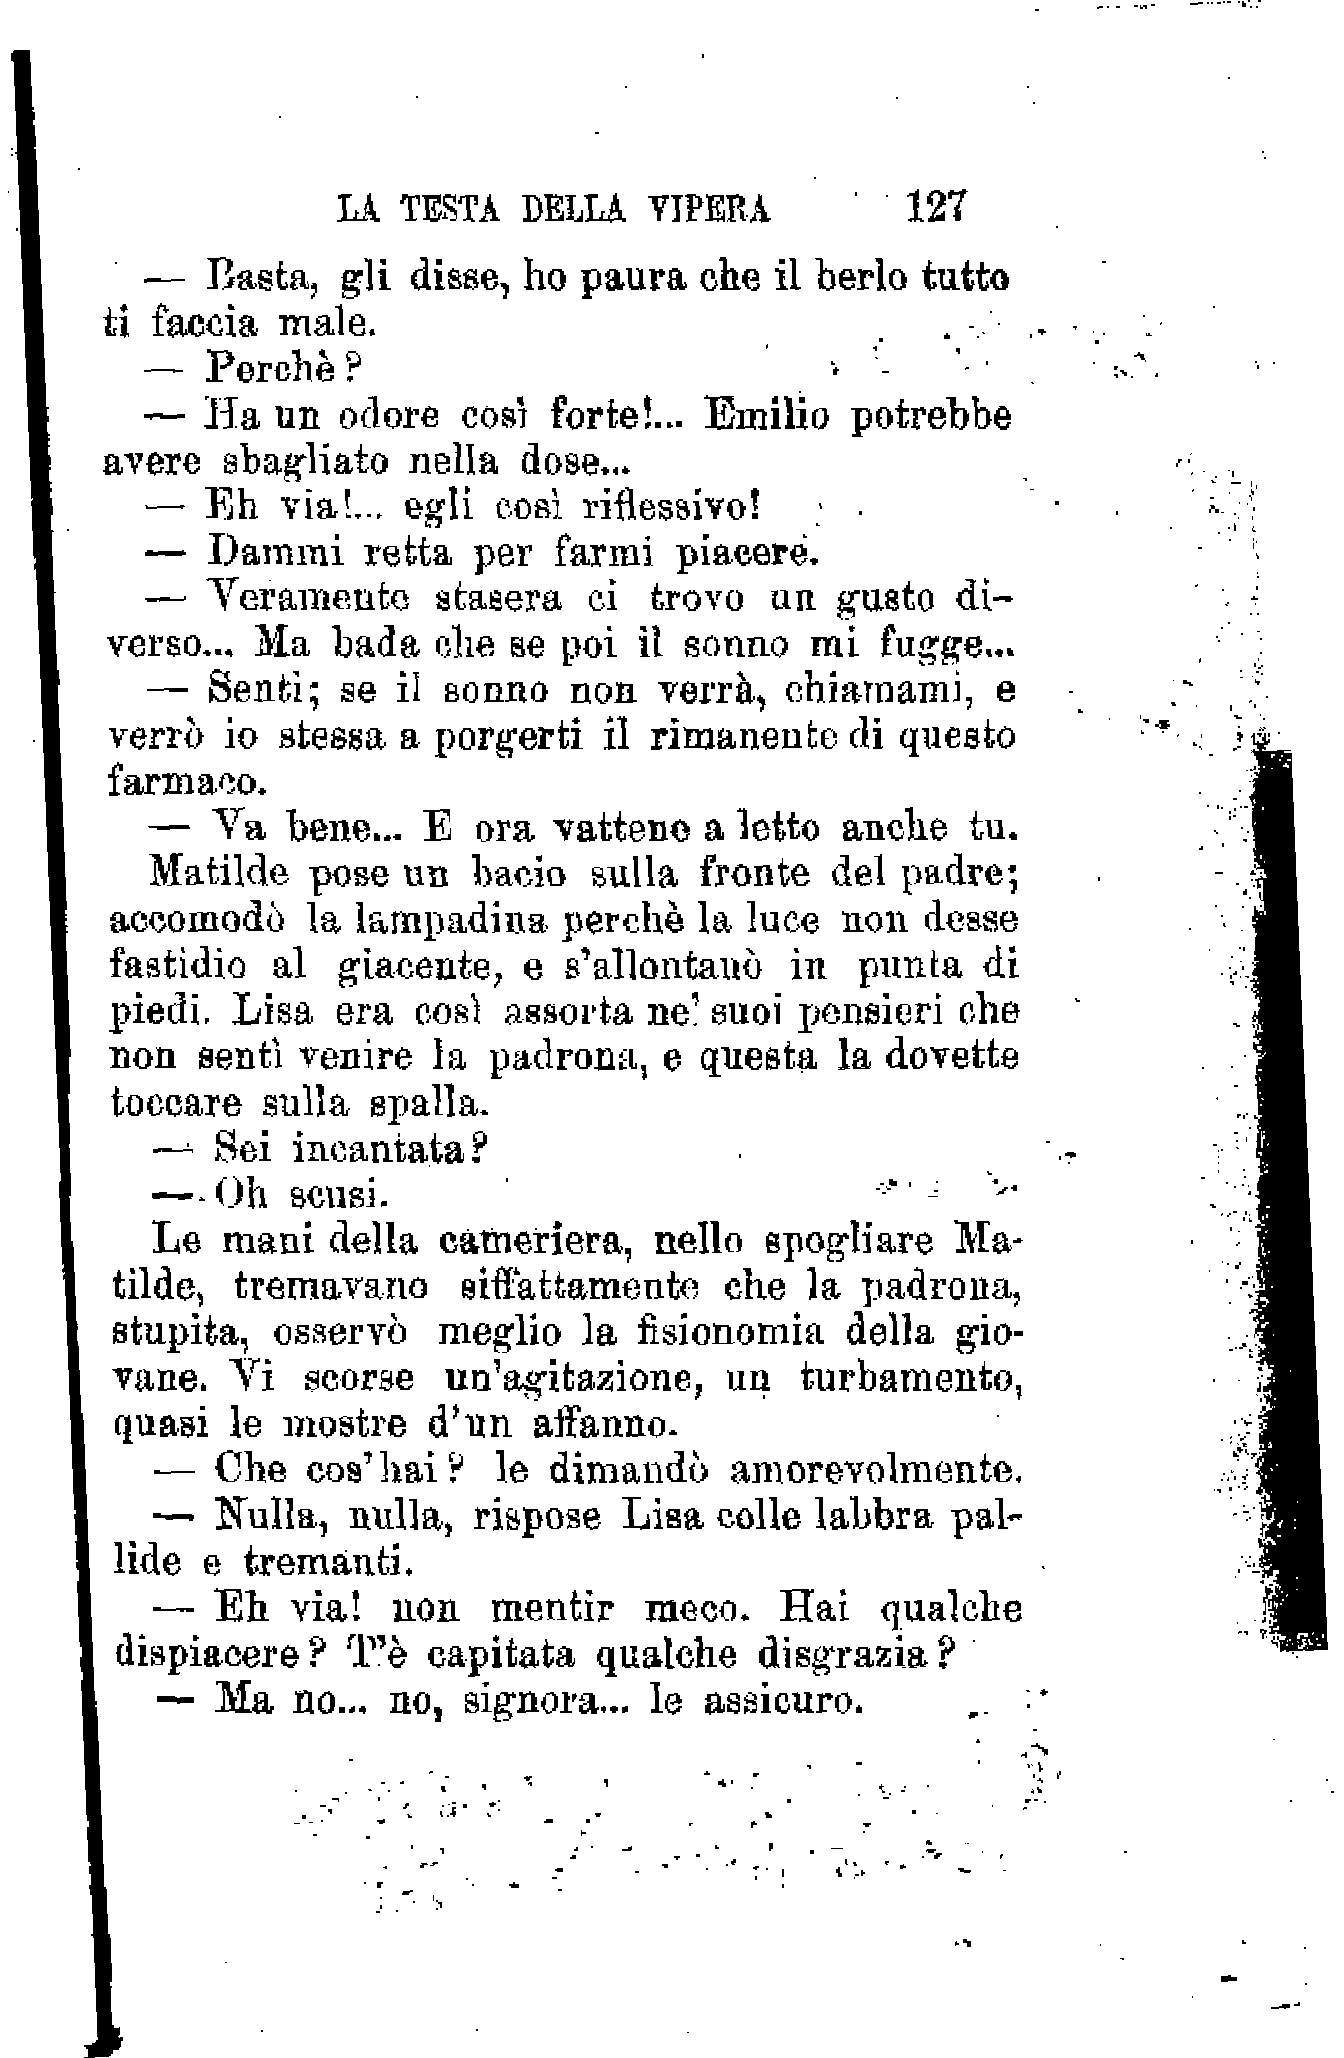 LA TESTA DELLA VIPERA 127
— Basta, gli disse, ho paura che il berlo tutto
ti faccia male.
— Perchè?
— Ha un odore così forte!... Emilio potrebbe
avere sbagliato nella dose...
— Eh via!... egli così riflessivo!
— Dammi retta per farmi piacere.
— Veramente stasera ci trovo un gusto di-
verso... Ma bada che se poi il sonno mi fugge...
— Senti; se il sonno non verrà, chiamami, e
verrò io stessa a porgerti il rimanente di questo
farmaco.
— Va bene... E ora vattene a letto anche tu.
Matilde pose un bacio sulla fronte del padre;
accomodò la lampadina perchè la luce non desse
fastidio al giacente, e s'allontanò in punta di
piedi. Lisa era così assorta ne' suoi pensieri che
non sentì venire la padrona, e questa la dovette
toccare sulla spalla.
— Sei incantata?
— Oh scusi.
Le mani della cameriera, nello spogliare Ma-
tilde, tremavano siffattamente che la padrona,
stupita, osservò meglio la fisionomia della gio-
vane. Vi scorse un'agitazione, un turbamento,
quasi le mostre d'un affanno.
— Che cos'hai? le dimandò amorevolmente.
— Nulla, nulla, rispose Lisa colle labbra pal-
lide e tremanti.
— Eh via! non mentir meco. Hai qualche
dispiacere? T'è capitata qualche disgrazia?
— Ma no... no, signora... le assicuro.